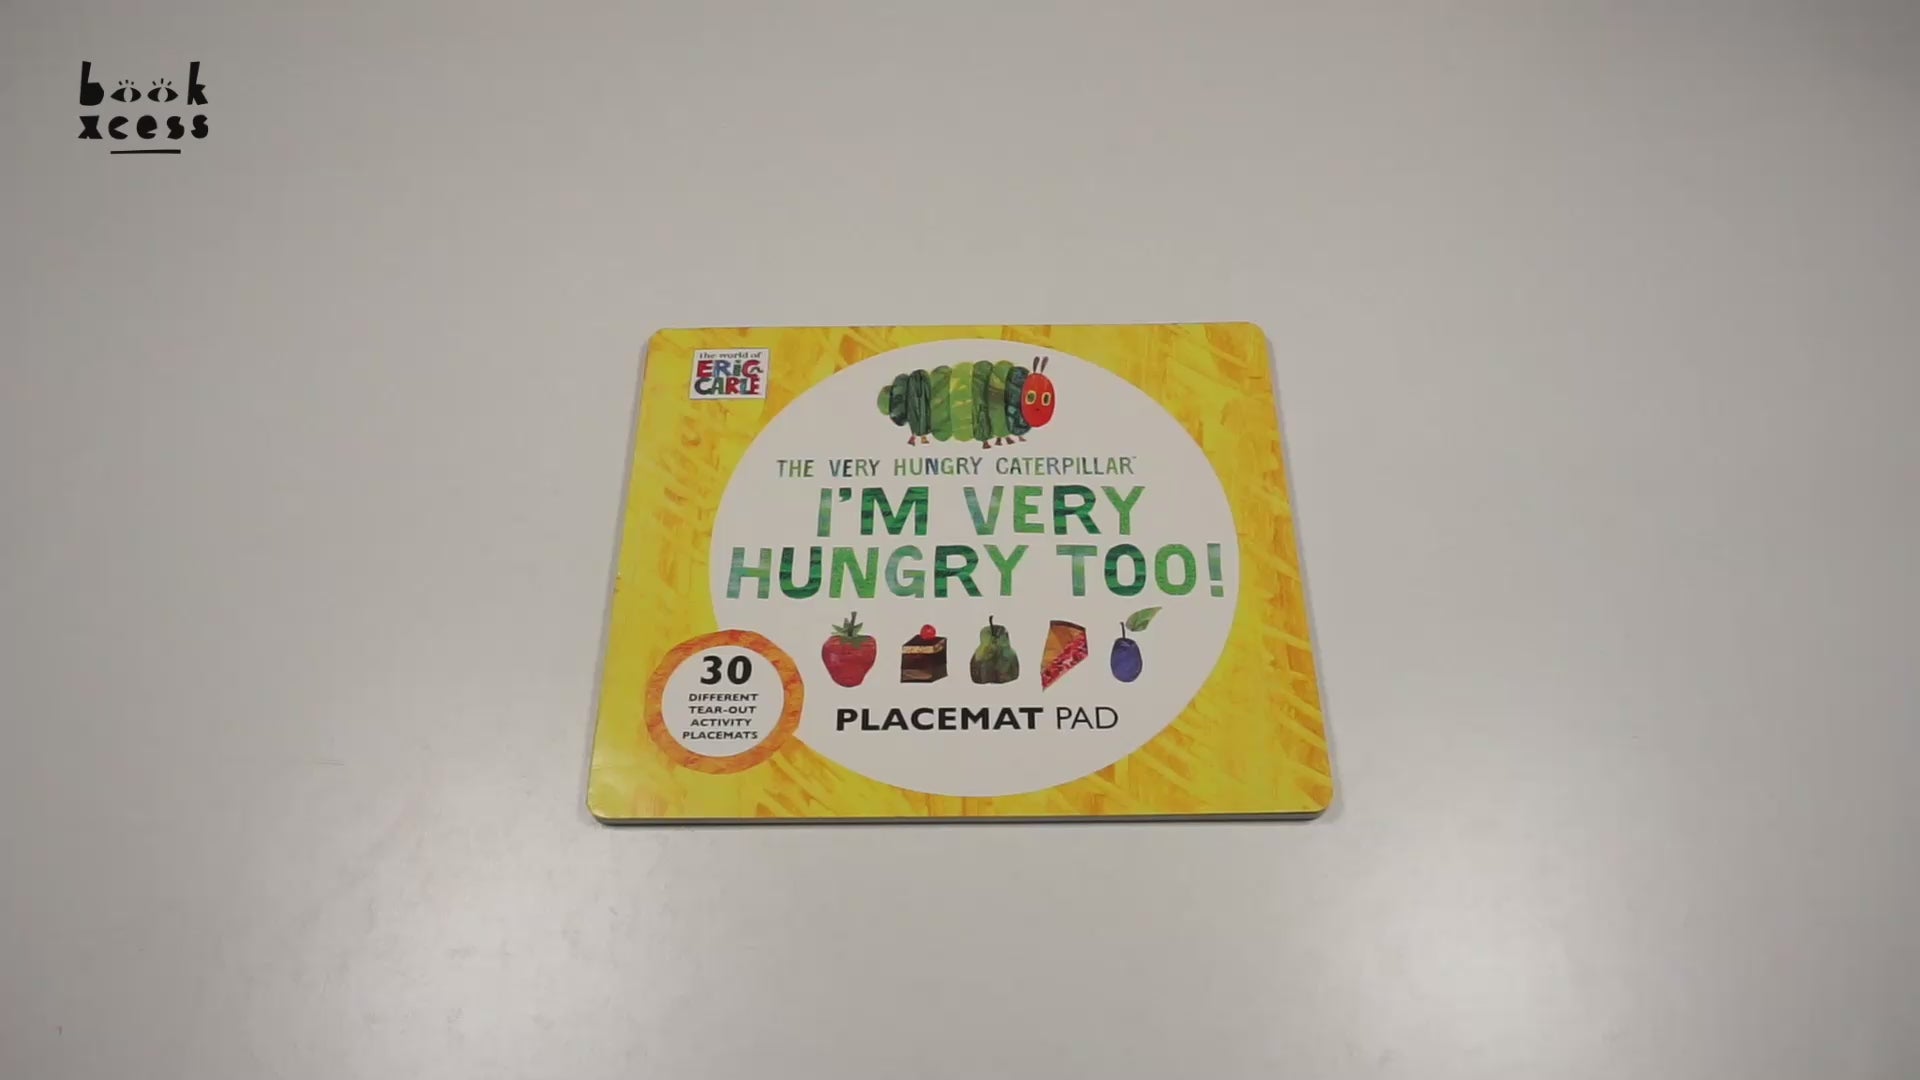 book
xcess
the world of
ERIC
CARLE
THE VERY HUNGRY CATERPILLAR™
I'M VERY
HUNGRY TOO!
30
DIFFERENT
TEAR-OUT
ACTIVITY
PLACEMATS
PLACEMAT PAD